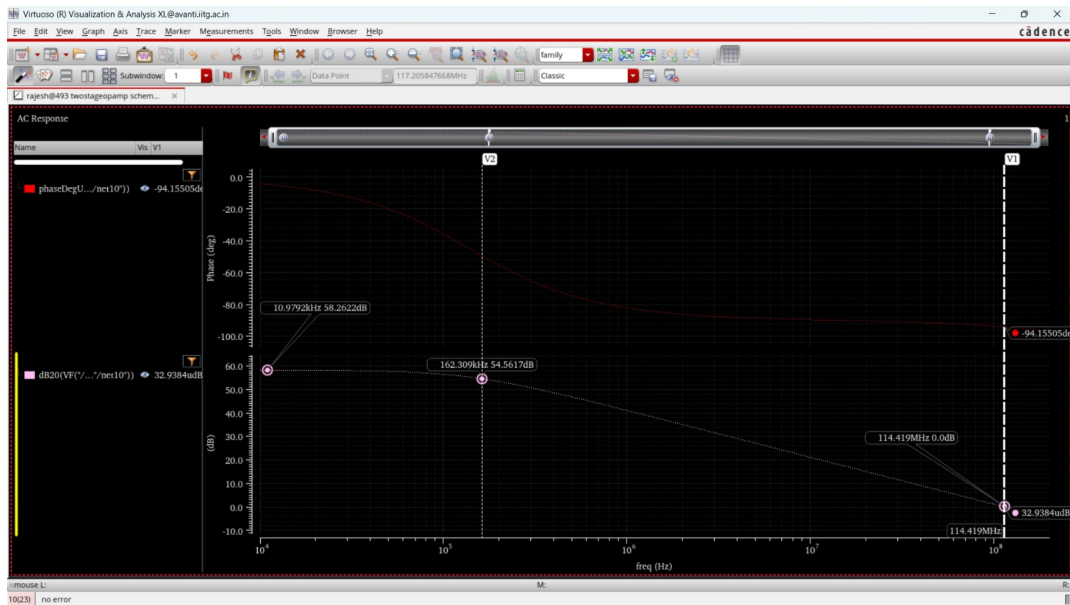 Virtuoso (R) Visualization & Analysis XL@avanti.iitg.ac.in
File Edit View Graph Axis Trace Marker Measurements Tools Window Browser Help
cādence
family
Subwindow: 1
Data Point
117.205847668MHz
Classic
rajesh@493 twostageopamp schem...
AC Response
1
Name Vis V1
phaseDegU.../net10")) -94.15505de
dB20(VF("/..."/net10")) 32.9384udB
V2
V1
0.0
-20.0
-40.0
-60.0
-80.0
-100.0
Phase (deg)
10.9792kHz 58.2622dB
-94.15505de
162.309kHz 54.5617dB
60.0
50.0
40.0
30.0
20.0
10.0
0.0
-10.0
(dB)
114.419MHz 0.0dB
32.9384udB
114.419MHz
10⁴ 10⁵ 10⁶ 10⁷ 10⁸
freq (Hz)
mouse L: M: R:
10(23) no error